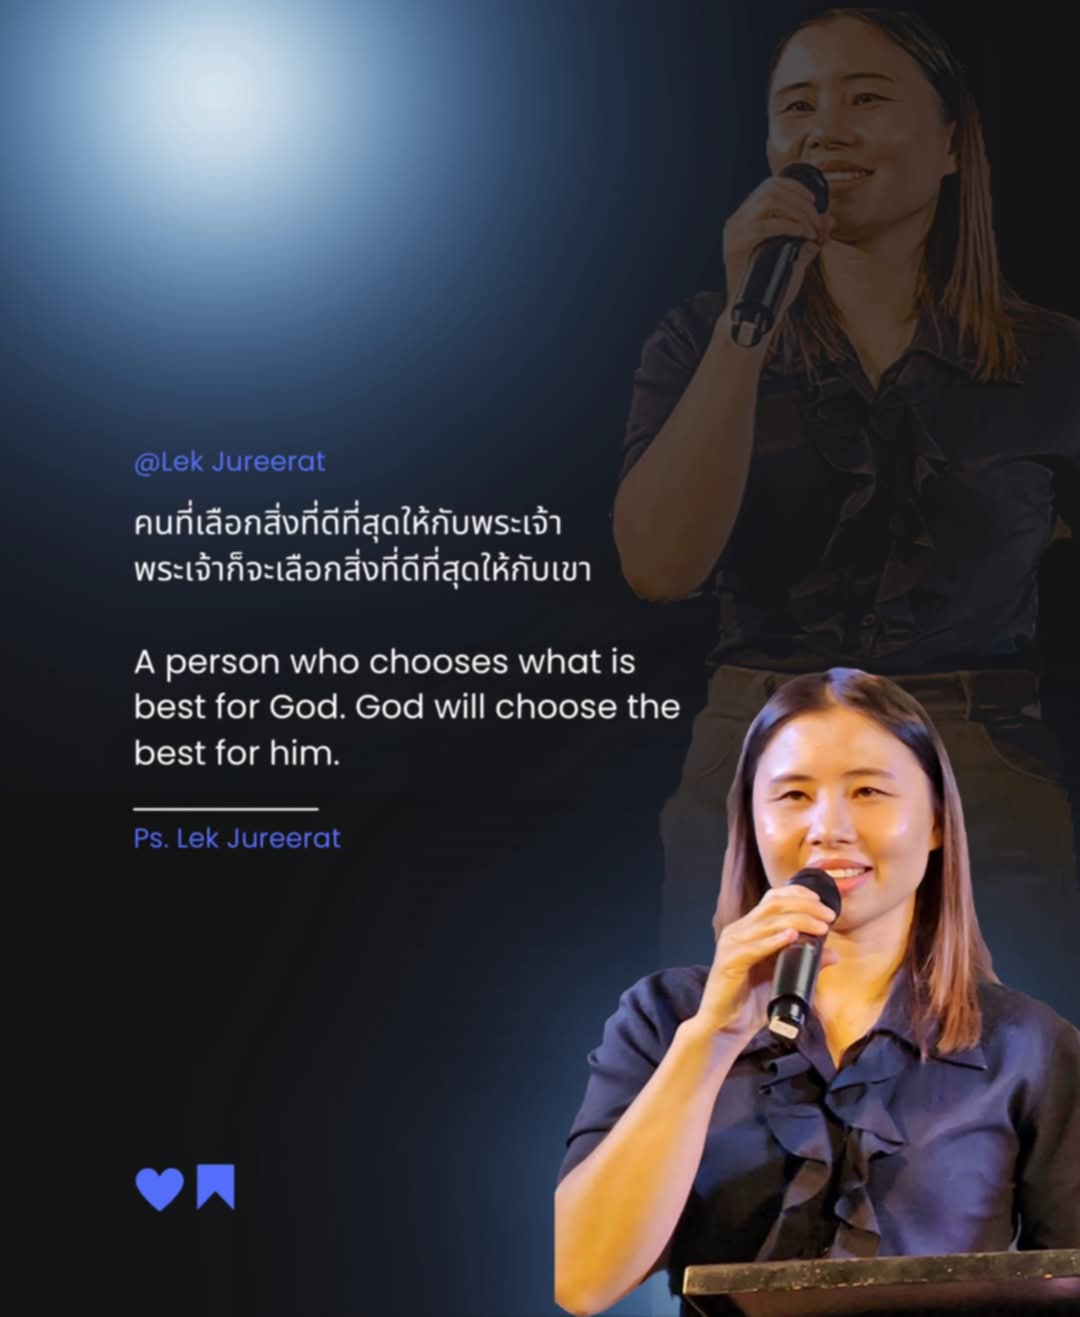 @Lek Jureerat
คนที่เลือกสิ่งที่ดีที่สุดให้กับพระเจ้า
พระเจ้าก็จะเลือกสิ่งที่ดีที่สุดให้กับเขา
A person who chooses what is
best for God. God will choose the
best for him.
Ps. Lek Jureerat